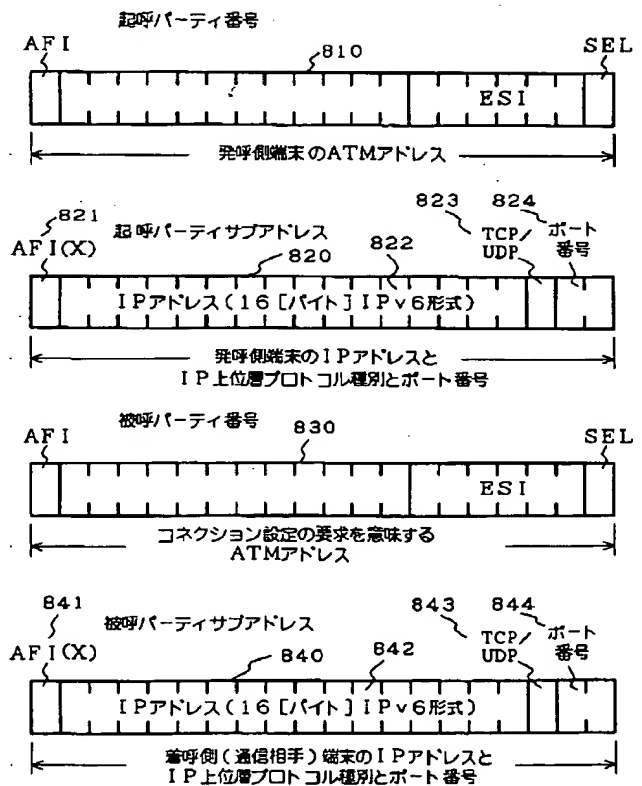 起呼パーティ番号
AFI 810 SEL
ESI
発呼側端末のATMアドレス
821 起呼パーティサブアドレス 823 824
AFI(X) 820 822 TCP/UDP ポート番号
IPアドレス(16[バイト]IPv6形式)
発呼側端末のIPアドレスと
IP上位層プロトコル種別とポート番号
被呼パーティ番号
AFI 830 SEL
ESI
コネクション設定の要求を意味する
ATMアドレス
841 被呼パーティサブアドレス 843 844
AFI(X) 840 842 TCP/UDP ポート番号
IPアドレス(16[バイト]IPv6形式)
着呼側(通信相手)端末のIPアドレスと
IP上位層プロトコル種別とポート番号